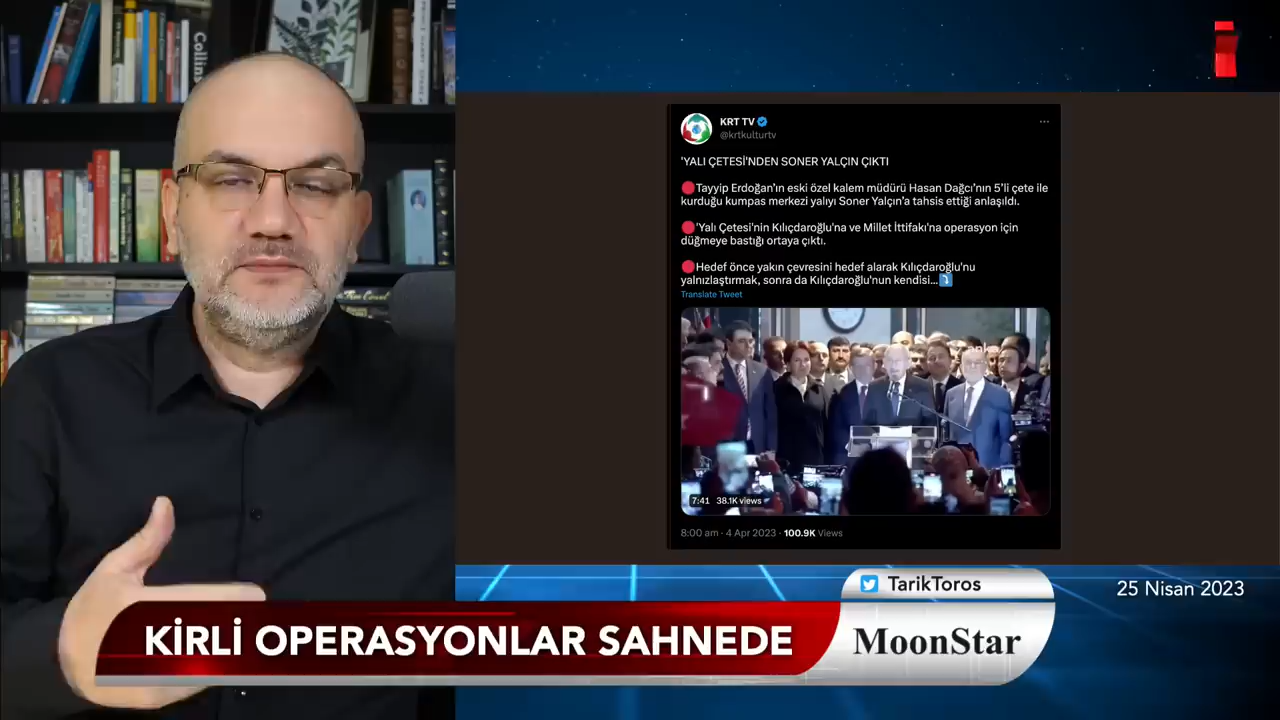 Collins
KRT TV
@krtkulturtv
'YALI ÇETESİ'NDEN SONER YALÇIN ÇIKTI
Tayyip Erdoğan'ın eski özel kalem müdürü Hasan Dağcı'nın 5'li çete ile
kurduğu kumpas merkezi yalıyı Soner Yalçın'a tahsis ettiği anlaşıldı.
'Yalı Çetesi'nin Kılıçdaroğlu'na ve Millet İttifakı'na operasyon için
düğmeye bastığı ortaya çıktı.
Hedef önce yakın çevresini hedef alarak Kılıçdaroğlu'nu
yalnızlaştırmak, sonra da Kılıçdaroğlu'nun kendisi...
Translate Tweet
7:41 38.1K views
8:00 am · 4 Apr 2023 · 100.9K Views
TarikToros
25 Nisan 2023
KİRLİ OPERASYONLAR SAHNEDE
MoonStar